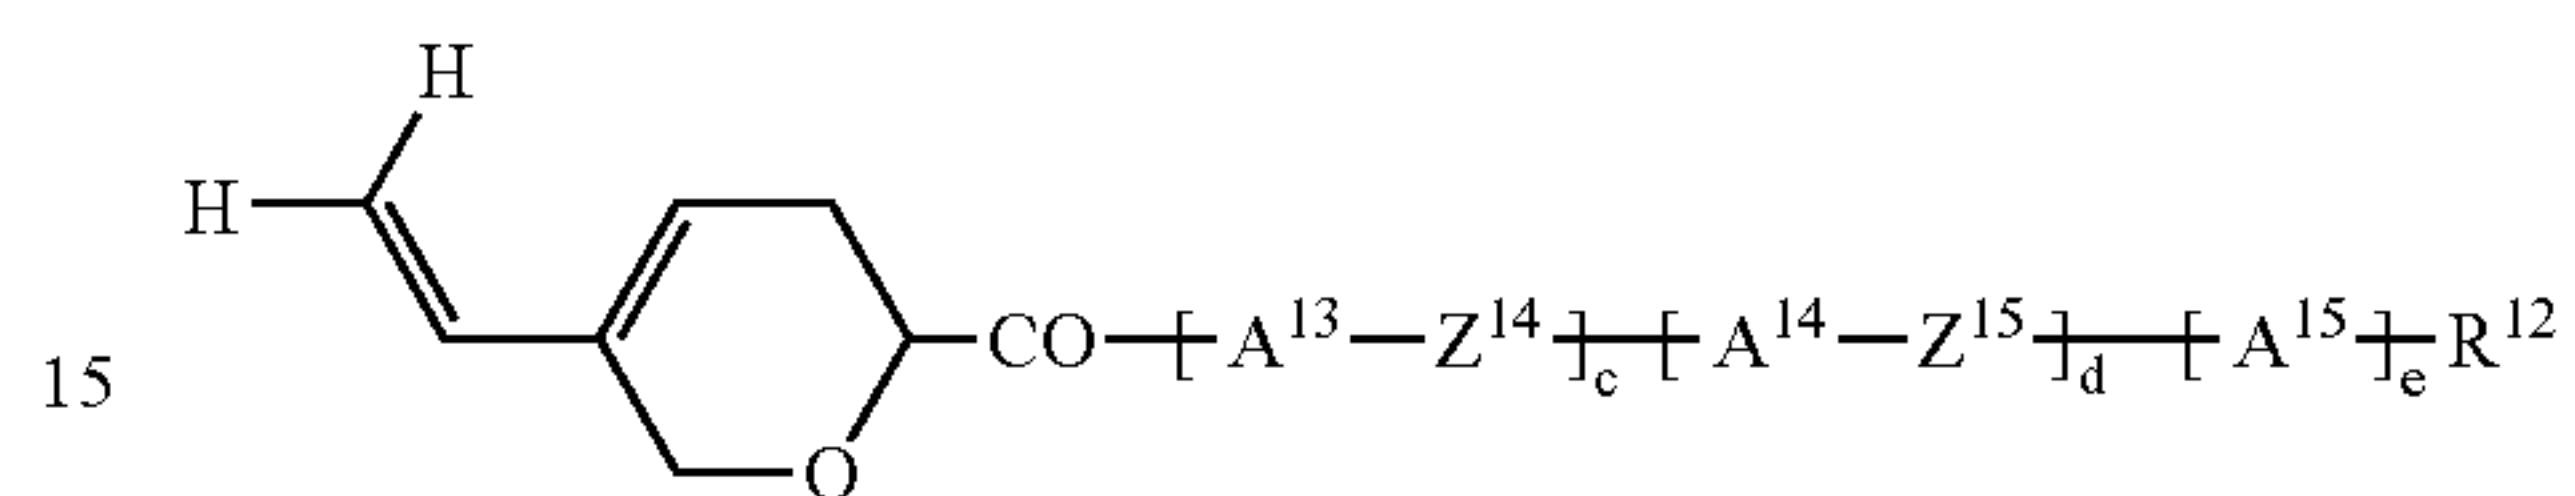 H
H
15
CO [ A¹³ — Z¹⁴ ]c [ A¹⁴ — Z¹⁵ ]d [ A¹⁵ ]e R¹²
O